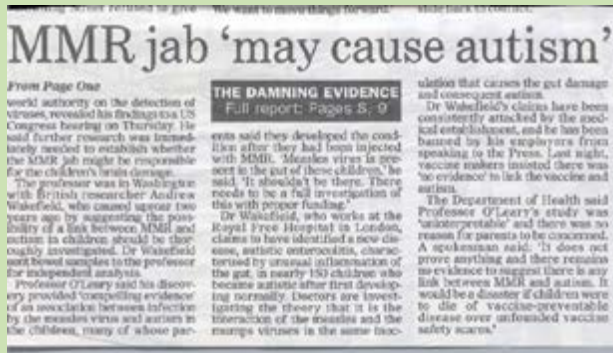 We want to move things forward.'
MMR jab 'may cause autism'
From Page One
world authority on the detection of
viruses, revealed his findings to a US
Congress hearing on Thursday. He
said further research was immed-
iately needed to establish whether
the MMR jab might be responsible
for the children's brain damage.
The professor was in Washington
with British researcher Andrew
Wakefield, who caused uproar two
years ago by suggesting the poss-
ibility of a link between MMR and
autism in children should be thor-
oughly investigated. Dr Wakefield
sent bowel samples to the professor
for independent analysis.
Professor O'Leary said his discov-
ery provided 'compelling evidence'
of an association between infection
by the measles virus and autism in
the children, many of whose par-
THE DAMNING EVIDENCE
Full report: Pages 8, 9
ents said they developed the cond-
ition after they had been injected
with MMR. 'Measles virus is pre-
sent in the gut of these children,' he
said. 'It shouldn't be there. There
needs to be a full investigation of
this with proper funding.'
Dr Wakefield, who works at the
Royal Free Hospital in London,
claims to have identified a new dis-
ease, autistic enterocolitis, charac-
terised by unusual inflammation of
the gut, in nearly 150 children who
became autistic after first develop-
ing normally. Doctors are invest-
igating the theory that it is the
interaction of the measles and the
mumps viruses in the same inoc-
ulation that causes the gut damage
and consequent autism.
Dr Wakefield's claims have been
consistently attacked by the med-
ical establishment, and he has been
banned by his employers from
speaking to the Press. Last night
vaccine makers insisted there was
'no evidence' to link the vaccine and
autism.
The Department of Health said
Professor O'Leary's study was
'uninterpretable' and there was no
reason for parents to be concerned.
A spokesman said: 'It does not
prove anything and there remains
no evidence to suggest there is any
link between MMR and autism. It
would be a disaster if children were
to die of vaccine-preventable
disease over unfounded vaccine
safety scares.'